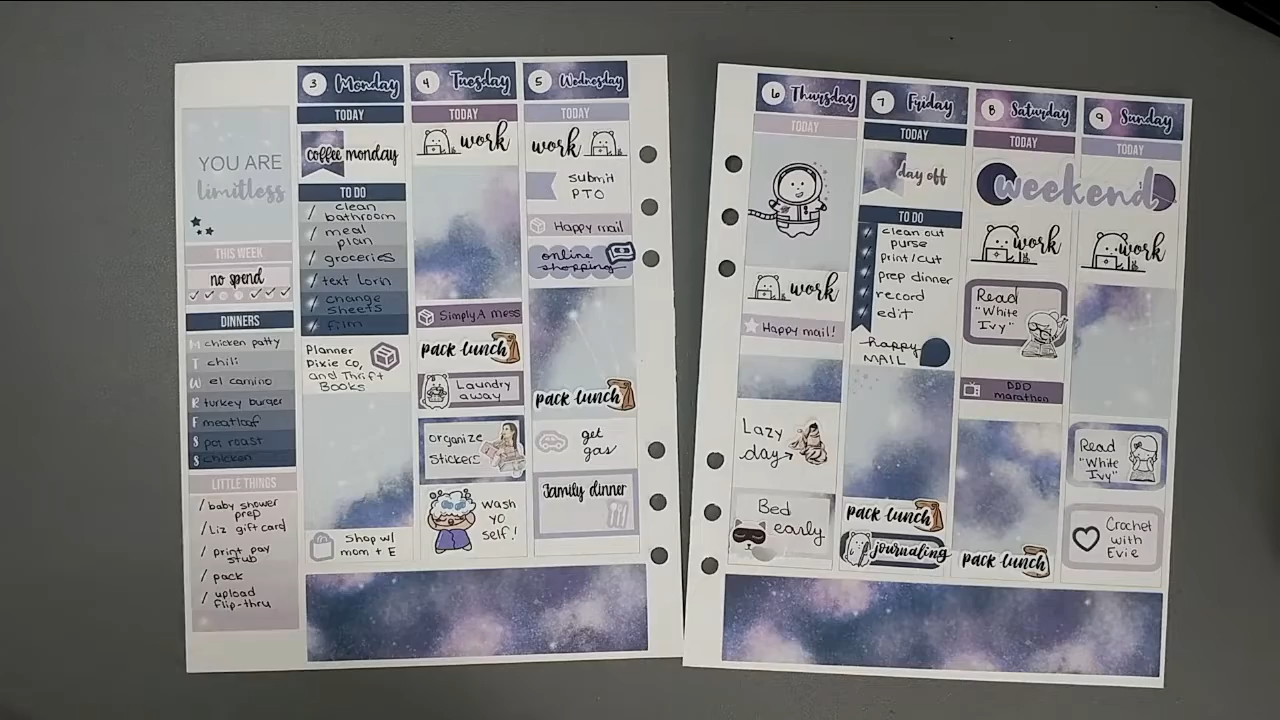 YOU ARE
limitless
THIS WEEK
no spend
DINNERS
M chicken patty
T chili
W el camino
R turkey burger
F meatloaf
S pot roast
S chicken
LITTLE THINGS
/ baby shower
prep
/ Liz gift card
/ print pay
stub
/ pack
/ upload
flip-thru
3 Monday
TODAY
coffee monday
TO DO
/ clean
bathroom
/ meal
plan
/ groceries
/ text Lorin
/ change
sheets
/ film
Planner
Pixie Co,
and Thrift
Books
Shop w/
mom + E
4 Tuesday
TODAY
work
Simply A mess
pack lunch
Laundry
away
organize
stickers
wash
yo
self!
5 Wednesday
TODAY
work
submit
PTO
Happy mail
online
shopping
pack lunch
get
gas
Family dinner
6 Thursday
TODAY
work
Happy mail!
Lazy
day→
Bed
early
7 Friday
TODAY
day off
TO DO
clean out
purse
print/cut
prep dinner
record
edit
happy
MAIL
pack lunch
journaling
8 Saturday
TODAY
weekend
work
Read
"White
Ivy"
DDD
marathon
pack lunch
9 Sunday
TODAY
work
Read
"White
Ivy"
Crochet
with
Evie